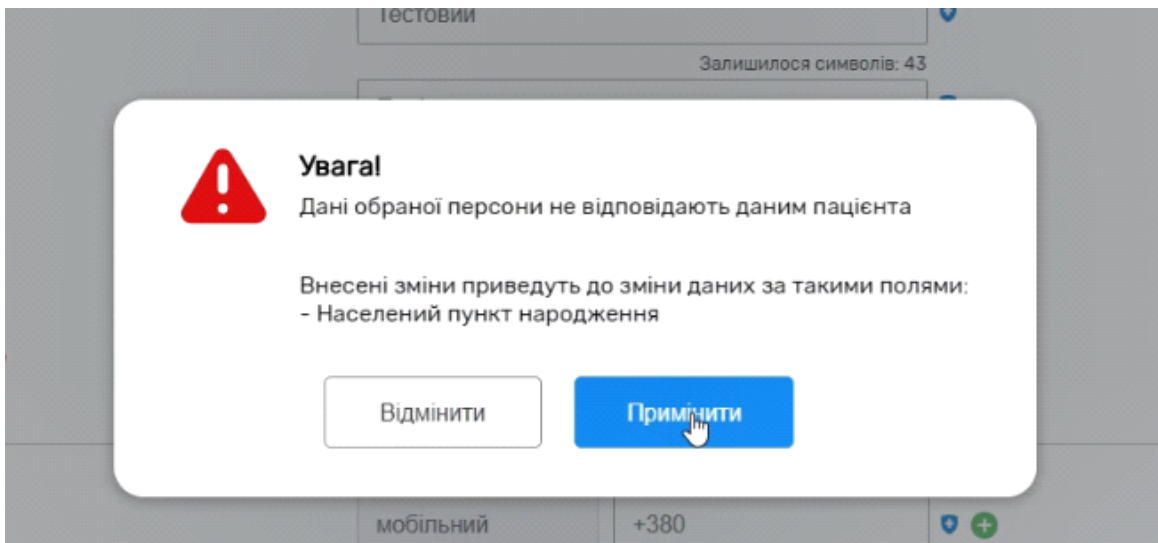 Тестовий
Залишилося символів: 43
Увага!
Дані обраної персони не відповідають даним пацієнта
Внесені зміни приведуть до зміни даних за такими полями:
- Населений пункт народження
Відмінити
Примінити
мобільний
+380